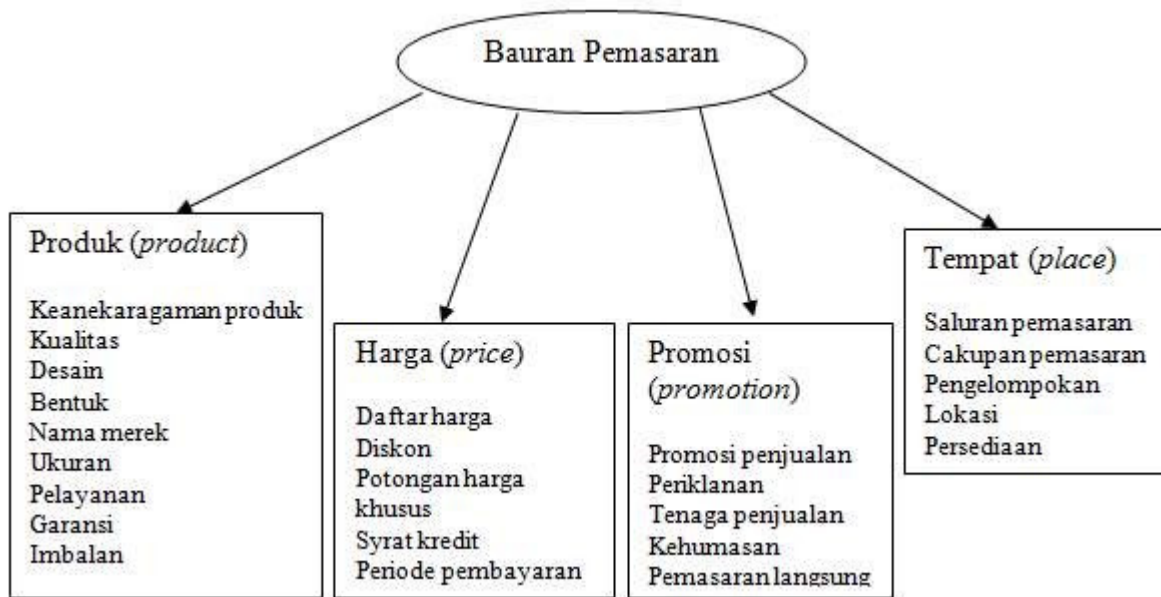 Bauran Pemasaran
Produk (product)
Keanekaragaman produk
Kualitas
Desain
Bentuk
Nama merek
Ukuran
Pelayanan
Garansi
Imbalan
Harga (price)
Daftar harga
Diskon
Potongan harga
khusus
Syrat kredit
Periode pembayaran
Promosi
(promotion)
Promosi penjualan
Periklanan
Tenaga penjualan
Kehumasan
Pemasaran langsung
Tempat (place)
Saluran pemasaran
Cakupan pemasaran
Pengelompokan
Lokasi
Persediaan